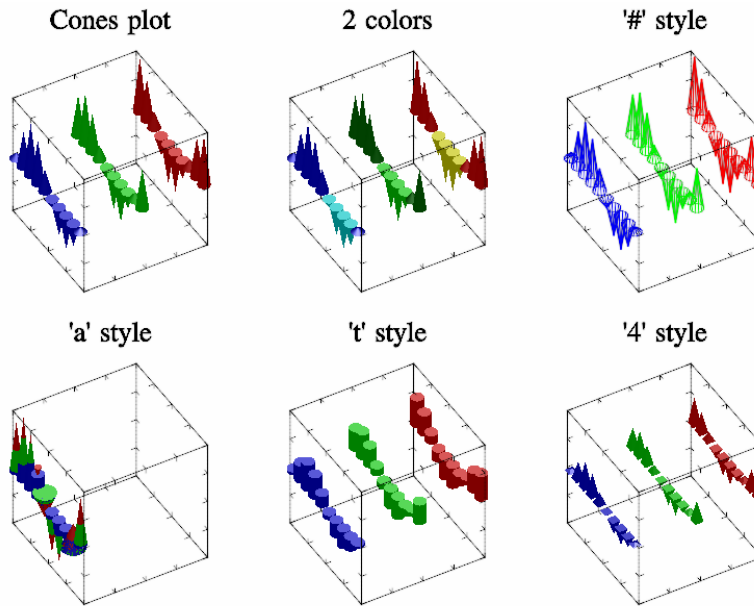 Cones plot
2 colors
'#' style
'a' style
't' style
'4' style